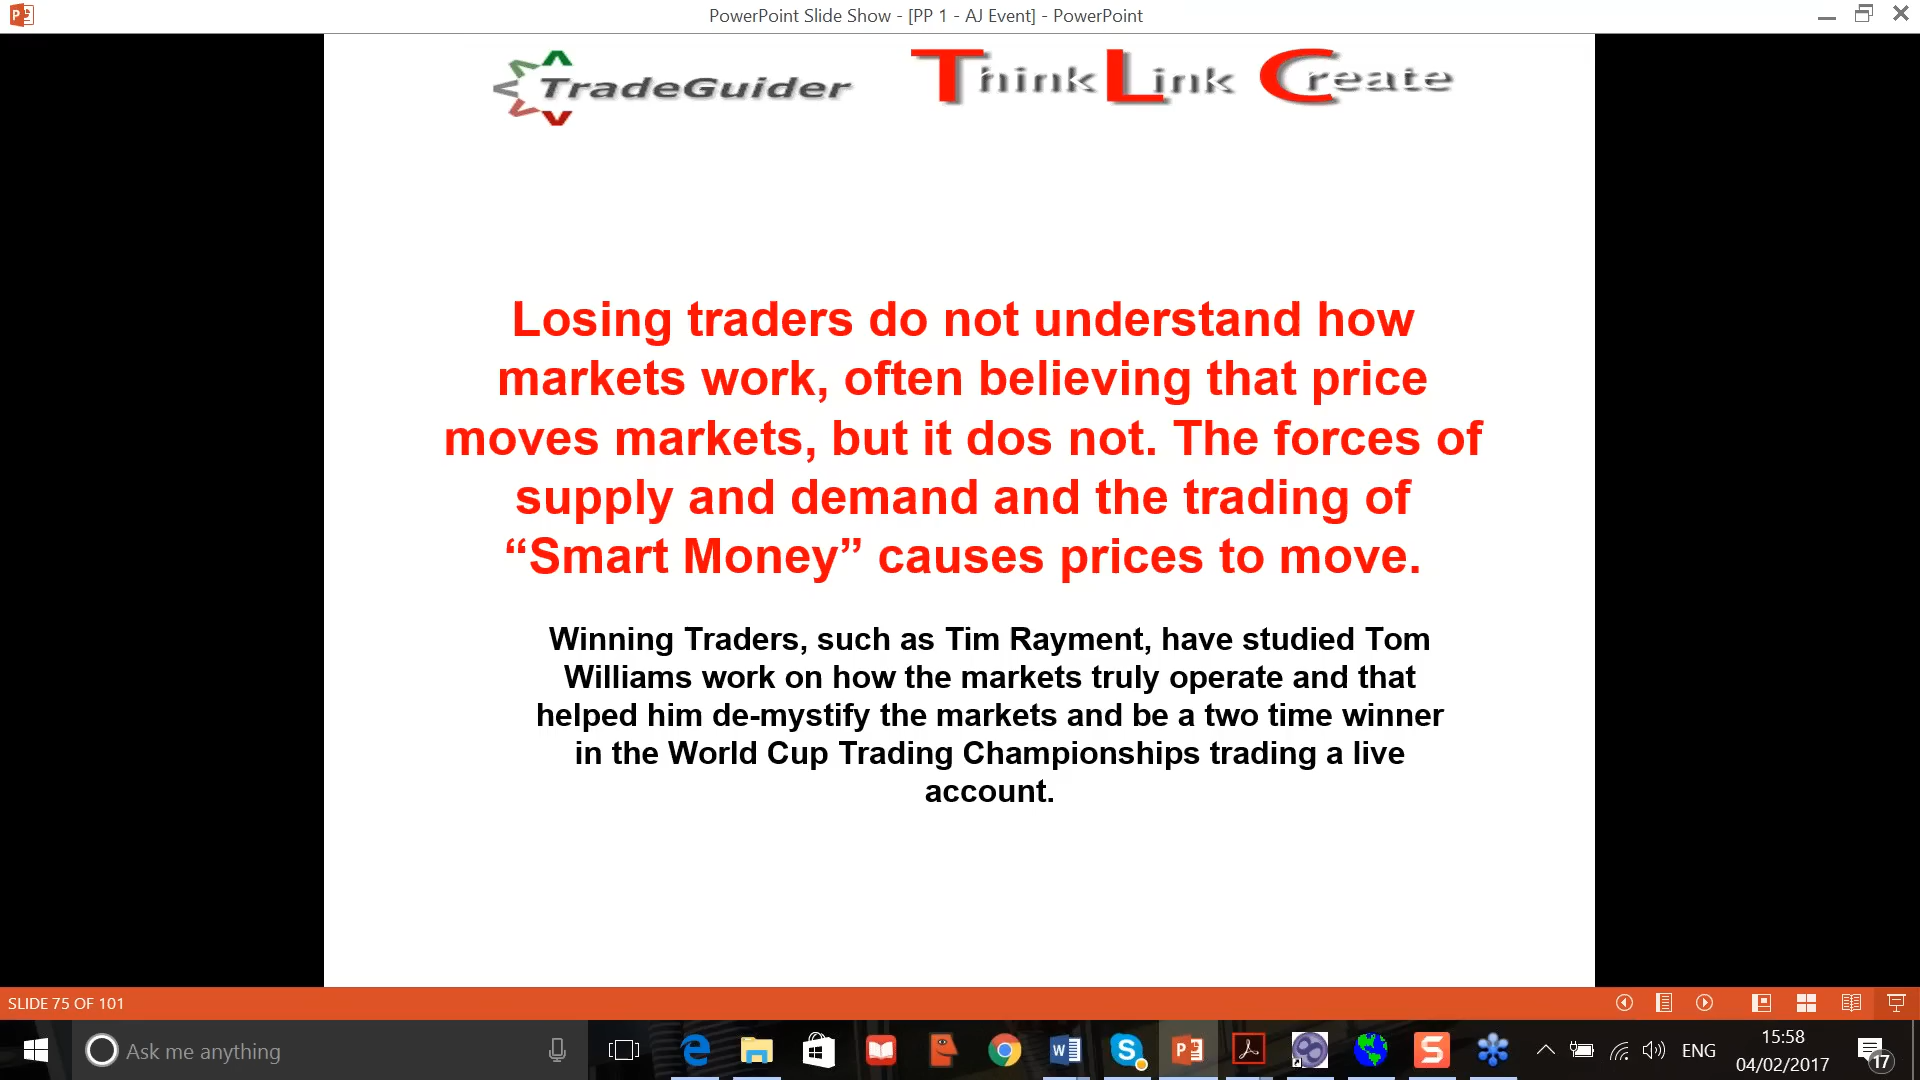 PowerPoint Slide Show - [PP 1 - AJ Event] - PowerPoint
TradeGuider
Think Link Create
Losing traders do not understand how
markets work, often believing that price
moves markets, but it dos not. The forces of
supply and demand and the trading of
“Smart Money” causes prices to move.
Winning Traders, such as Tim Rayment, have studied Tom
Williams work on how the markets truly operate and that
helped him de-mystify the markets and be a two time winner
in the World Cup Trading Championships trading a live
account.
SLIDE 75 OF 101
Ask me anything
ENG
15:58
04/02/2017
17